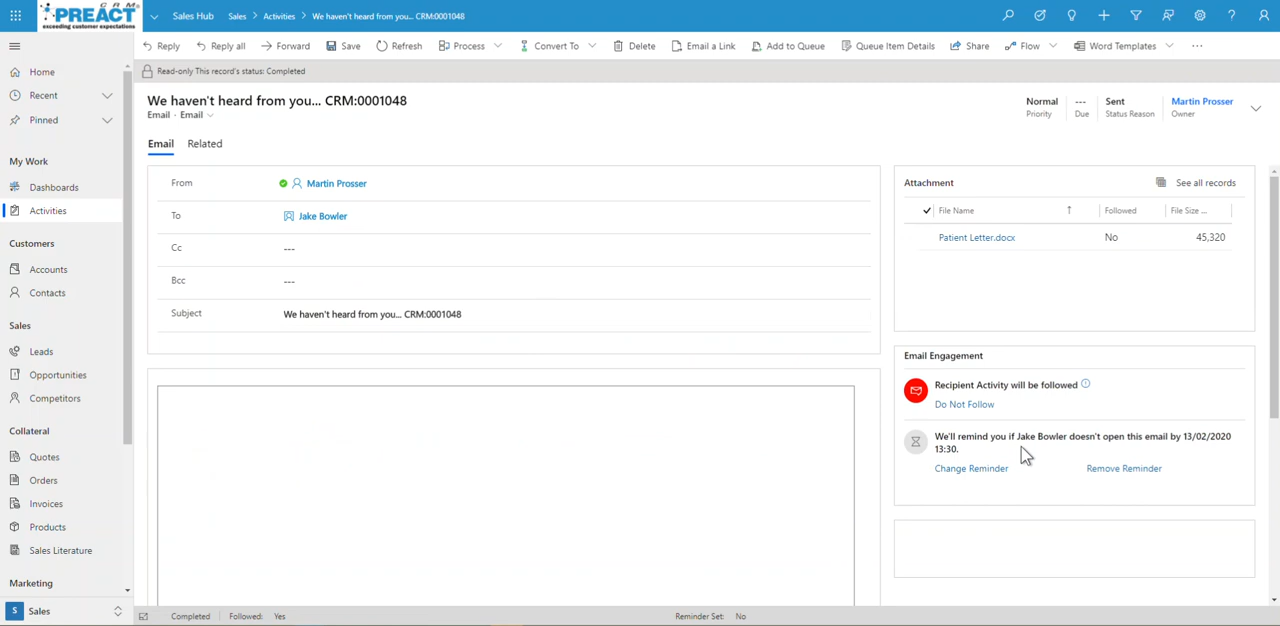 CRM
PREACT
exceeding customer expectations
Sales Hub Sales > Activities > We haven't heard from you... CRM:0001048
Reply Reply all Forward Save Refresh Process Convert To Delete Email a Link Add to Queue Queue Item Details Share Flow Word Templates ...
Read-only This record's status: Completed
Home
Recent
Pinned
My Work
Dashboards
Activities
Customers
Accounts
Contacts
Sales
Leads
Opportunities
Competitors
Collateral
Quotes
Orders
Invoices
Products
Sales Literature
Marketing
S Sales
We haven't heard from you... CRM:0001048
Email · Email
Normal
Priority
---
Due
Sent
Status Reason
Martin Prosser
Owner
Email Related
From Martin Prosser
To Jake Bowler
Cc ---
Bcc ---
Subject We haven't heard from you... CRM:0001048
Attachment See all records
File Name ↑ Followed File Size ...
Patient Letter.docx No 45,320
Email Engagement
Recipient Activity will be followed
Do Not Follow
We'll remind you if Jake Bowler doesn't open this email by 13/02/2020
13:30.
Change Reminder Remove Reminder
Completed Followed: Yes Reminder Set: No